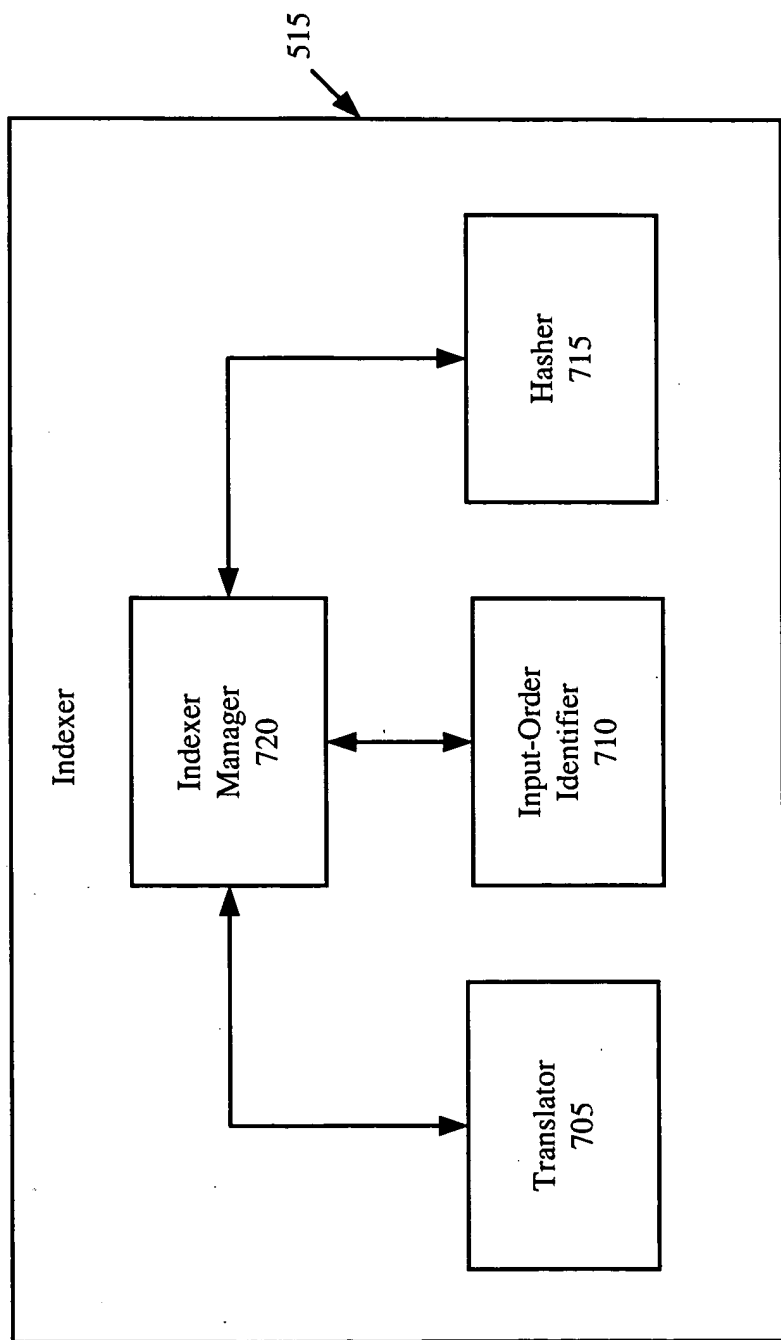 515
Indexer
Indexer
Manager
720
Translator
705
Input-Order
Identifier
710
Hasher
715